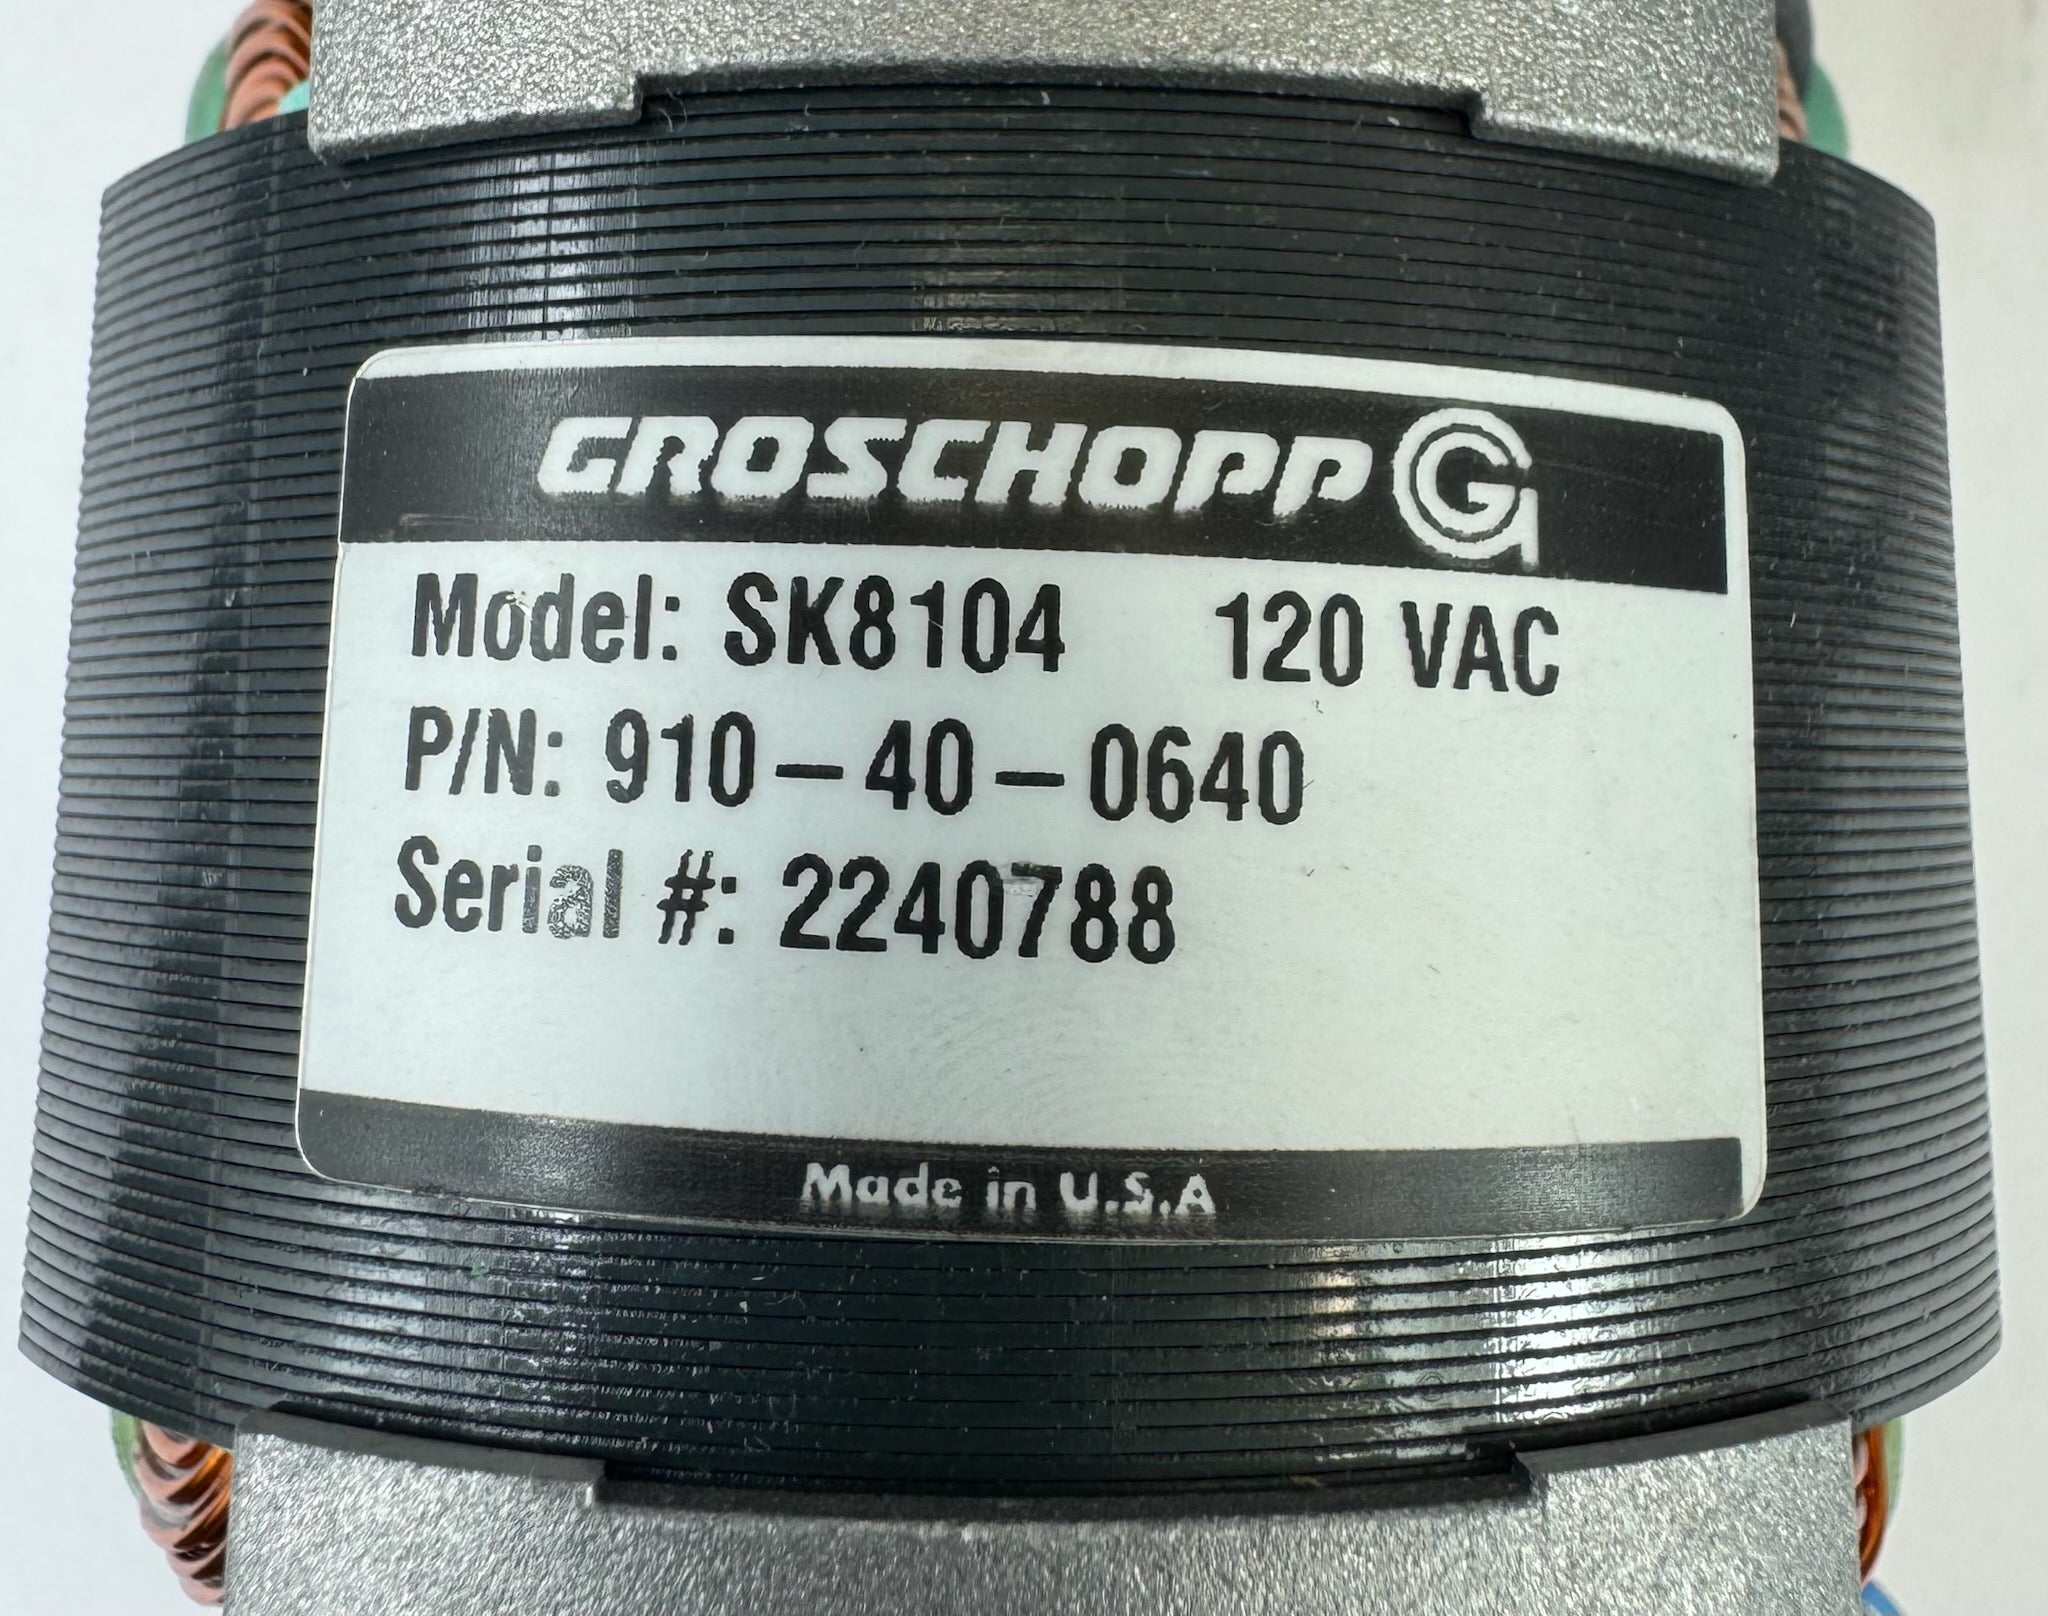 GROSCHOPP G
Model: SK8104 120 VAC
P/N: 910-40-0640
Serial #: 2240788
Made in U.S.A